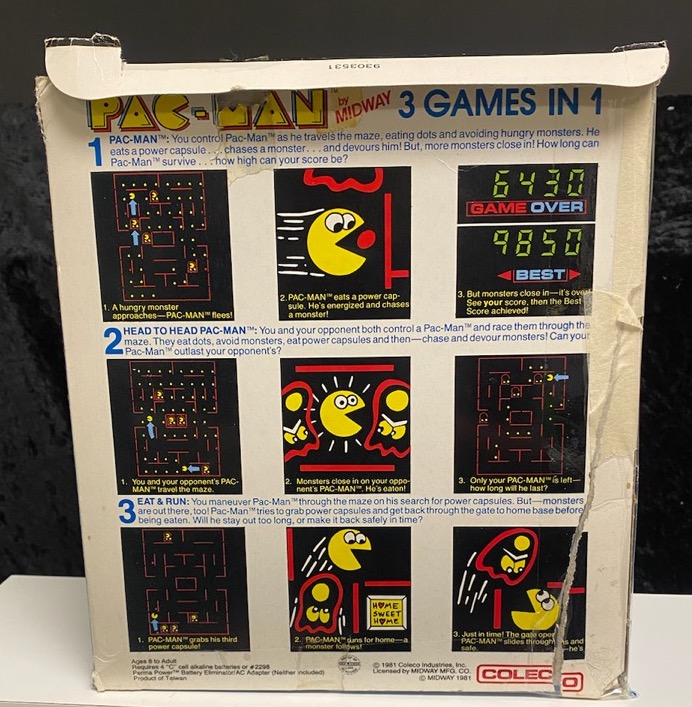 9303531
PAC-MAN™ by MIDWAY 3 GAMES IN 1
1 PAC-MAN™: You control Pac-Man™ as he travels the maze, eating dots and avoiding hungry monsters. He
eats a power capsule . . . chases a monster . . . and devours him! But, more monsters close in! How long can
Pac-Man™ survive . . . how high can your score be?
1. A hungry monster
approaches—PAC-MAN™ flees!
2. PAC-MAN™ eats a power cap-
sule. He's energized and chases
a monster!
6430
GAME OVER
9850
BEST
3. But monsters close in—it's over!
See your score, then the Best
Score achieved!
2 HEAD TO HEAD PAC-MAN™: You and your opponent both control a Pac-Man™ and race them through the
maze. They eat dots, avoid monsters, eat power capsules and then—chase and devour monsters! Can your
Pac-Man™ outlast your opponent's?
1. You and your opponent's PAC-
MAN™ travel the maze.
2. Monsters close in on your oppo-
nent's PAC-MAN™. He's eaten!
3. Only your PAC-MAN™ is left—
how long will he last?
3 EAT & RUN: You maneuver Pac-Man™ through the maze on his search for power capsules. But—monsters
are out there, too! Pac-Man™ tries to grab power capsules and get back through the gate to home base before
being eaten. Will he stay out too long, or make it back safely in time?
1. PAC-MAN™ grabs his third
power capsule!
HOME
SWEET
HOME
2. PAC-MAN™ runs for home—a
monster follows!
3. Just in time! The gate opens
PAC-MAN™ slides through and
safe. —he's
Ages 8 to Adult
Requires 4 "C" cell alkaline batteries or #2298
Perma Power™ Battery Eliminator/AC Adapter (Neither included)
Product of Taiwan
© 1981 Coleco Industries, Inc.
Licensed by MIDWAY MFG. CO.
© MIDWAY 1981
COLECO